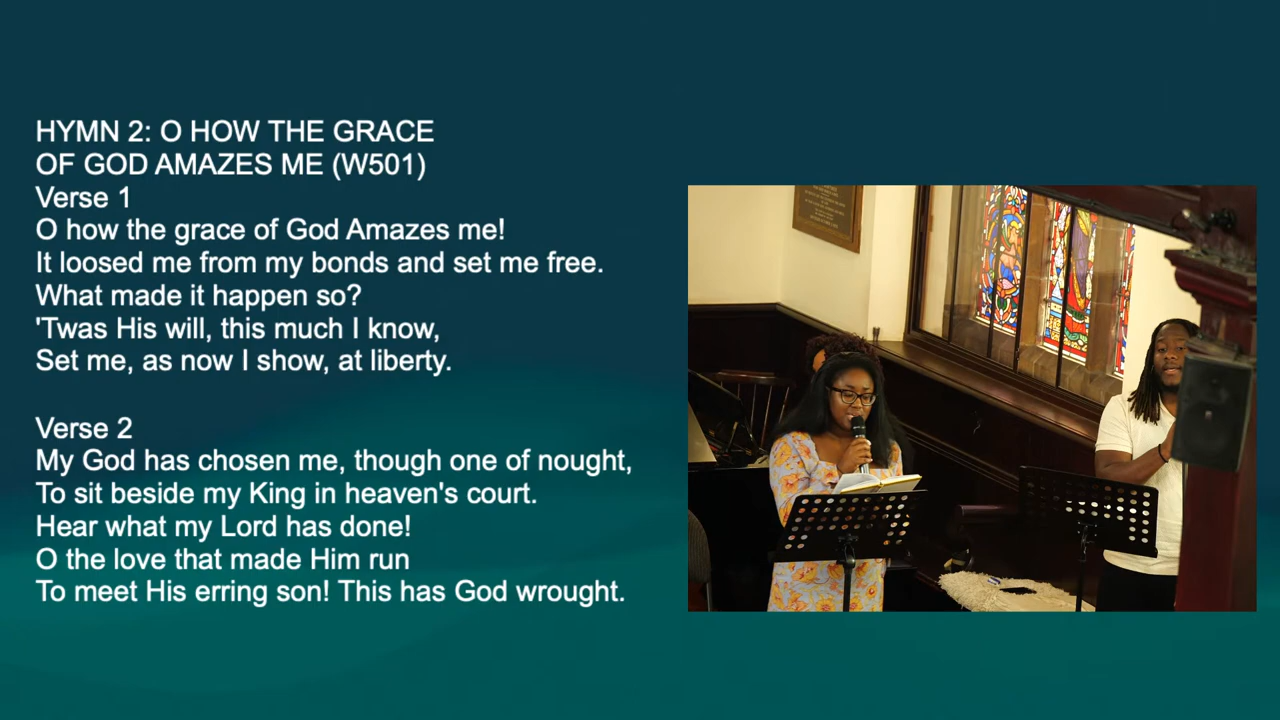 HYMN 2: O HOW THE GRACE
OF GOD AMAZES ME (W501)
Verse 1
O how the grace of God Amazes me!
It loosed me from my bonds and set me free.
What made it happen so?
'Twas His will, this much I know,
Set me, as now I show, at liberty.
Verse 2
My God has chosen me, though one of nought,
To sit beside my King in heaven's court.
Hear what my Lord has done!
O the love that made Him run
To meet His erring son! This has God wrought.